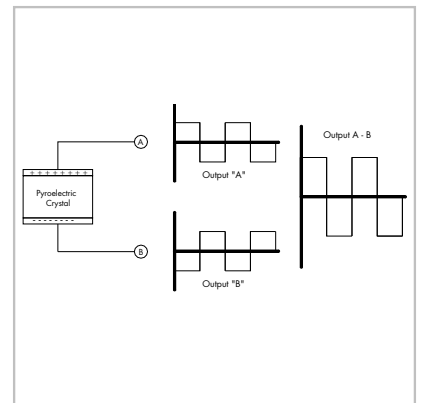 A
Output "A"
Output A - B
+ + + + + + + +
Pyroelectric
Crystal
- - - - - - - -
B
Output "B"